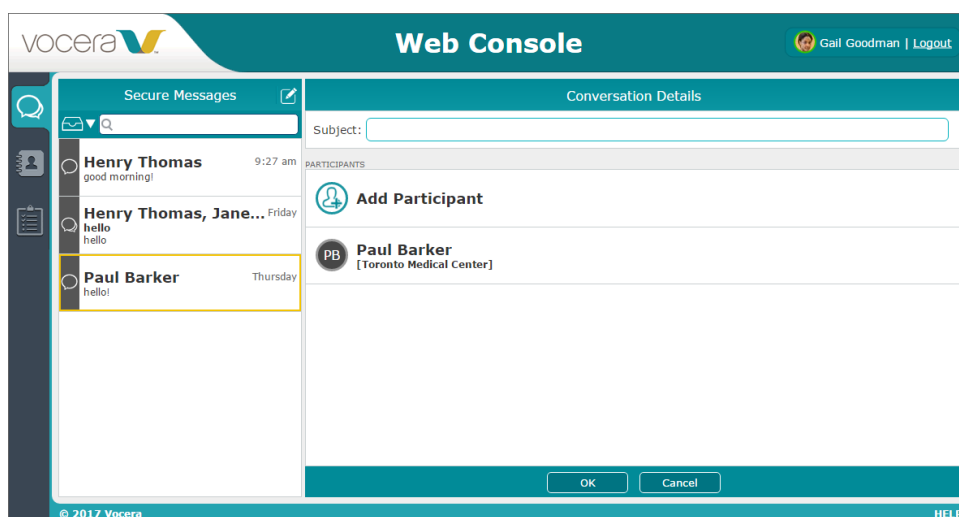 vocera
Web Console
Gail Goodman | Logout
Secure Messages
Henry Thomas 9:27 am
good morning!
Henry Thomas, Jane... Friday
hello
hello
Paul Barker Thursday
hello!
Conversation Details
Subject:
PARTICIPANTS
Add Participant
PB Paul Barker
[Toronto Medical Center]
OK Cancel
© 2017 Vocera HELP